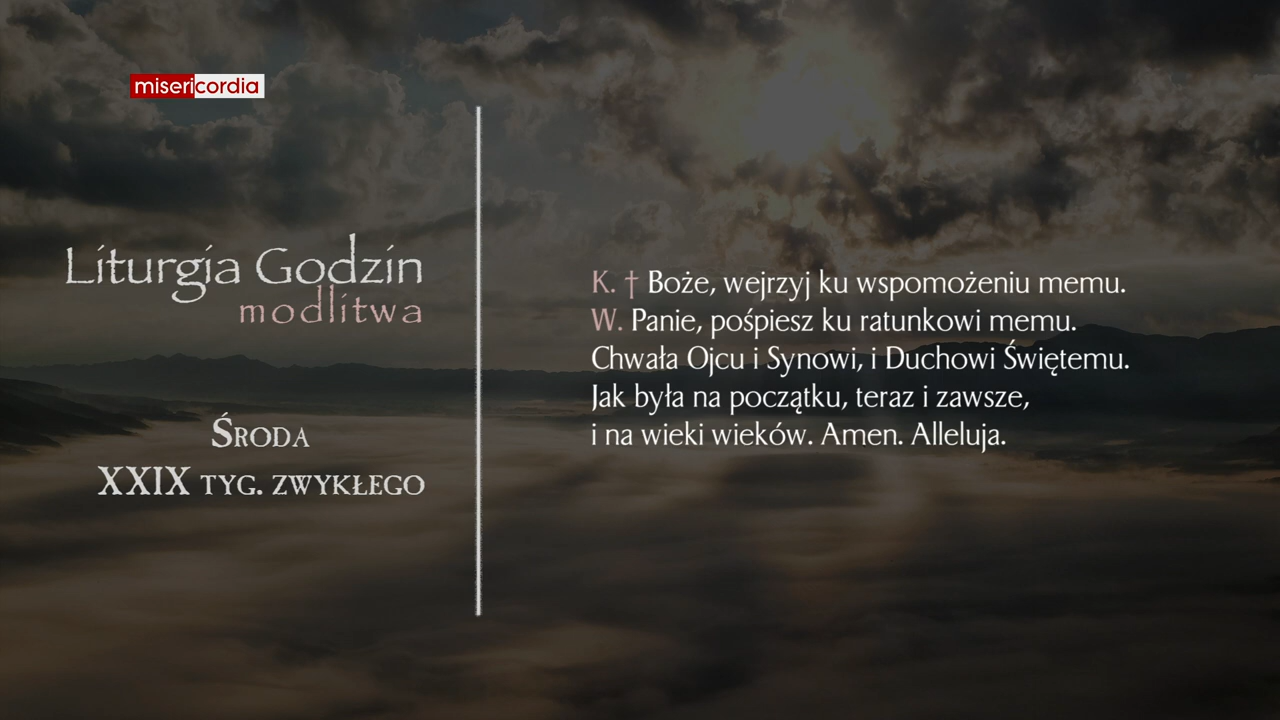 misericordia
Liturgia Godzin
modlitwa
Środa
XXIX tyg. zwykłego
K. † Boże, wejrzyj ku wspomożeniu memu.
W. Panie, pośpiesz ku ratunkowi memu.
Chwała Ojcu i Synowi, i Duchowi Świętemu.
Jak była na początku, teraz i zawsze,
i na wieki wieków. Amen. Alleluja.